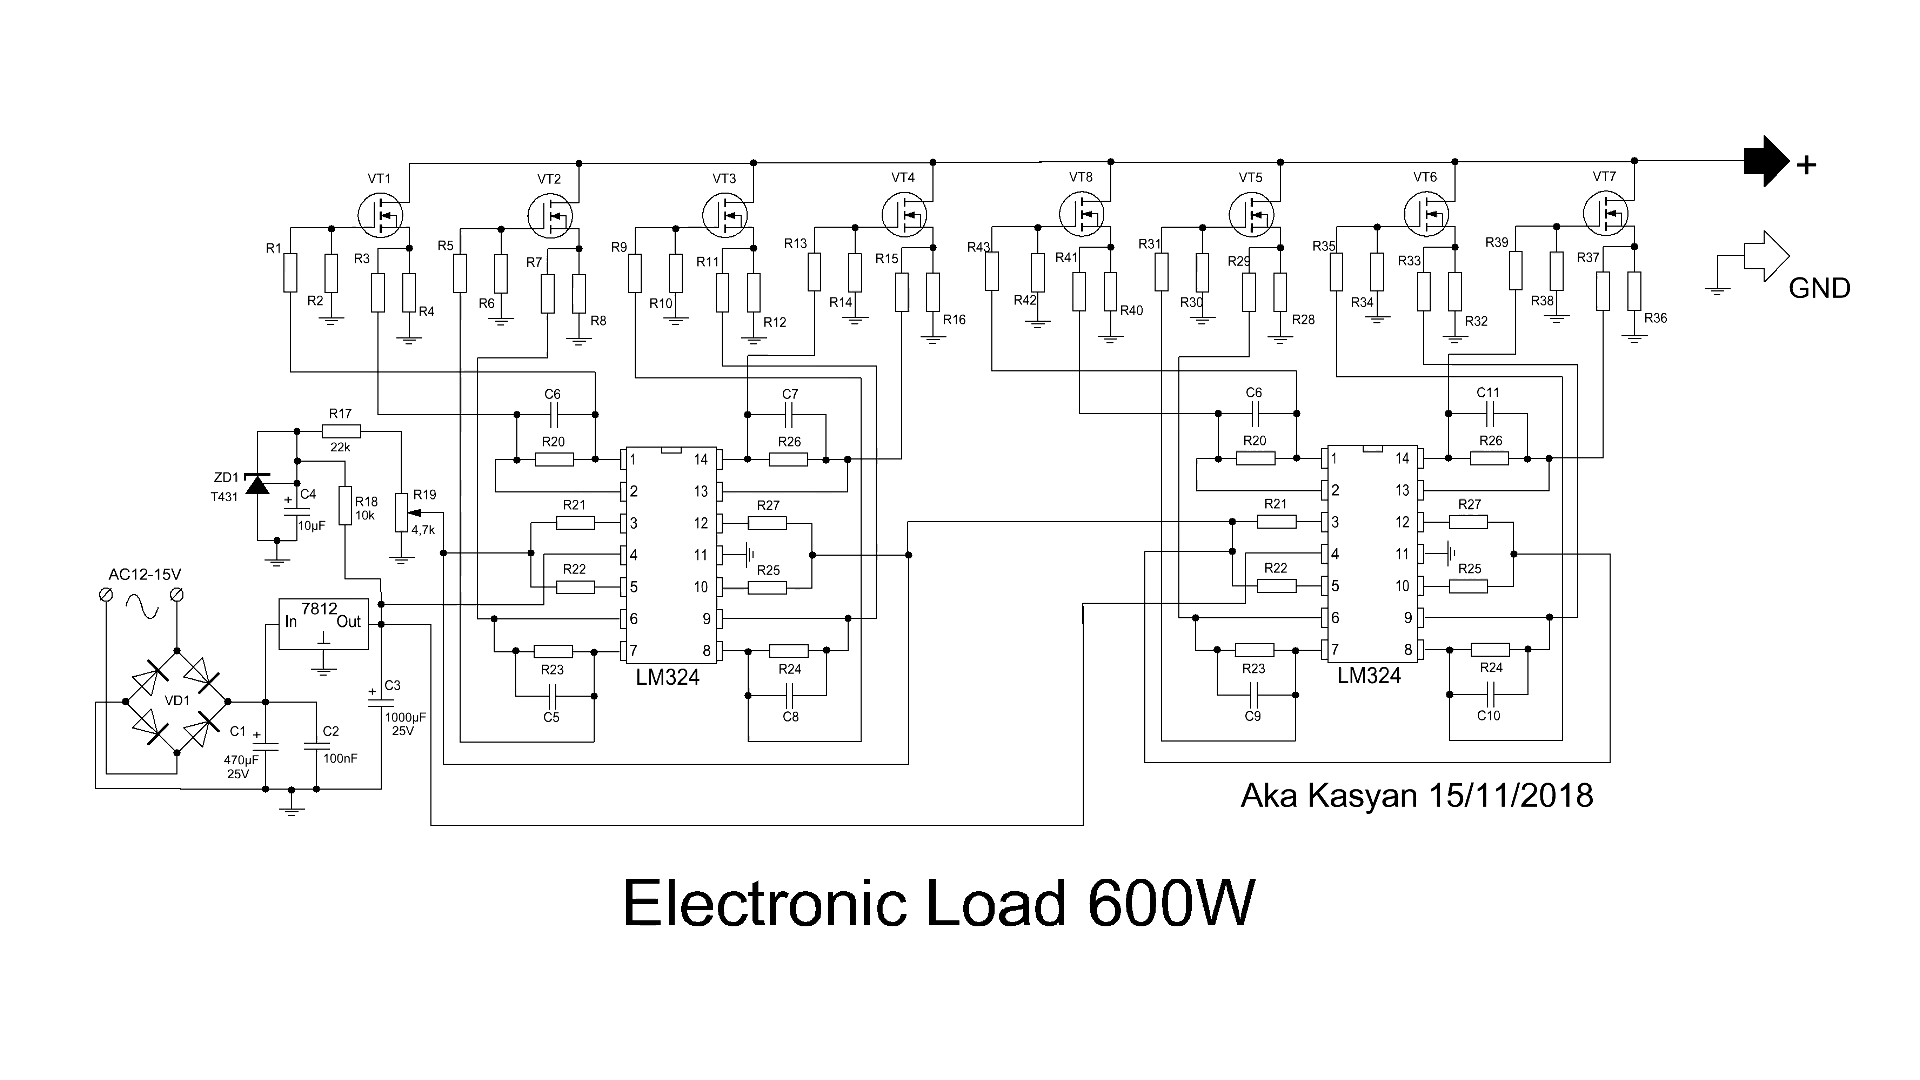 VT1 VT2 VT3 VT4 VT8 VT5 VT6 VT7
+
R1 R5 R9 R13 R43 R31 R35 R39
R3 R7 R11 R15 R41 R29 R33 R37
GND
R2 R6 R10 R14 R42 R30 R34 R38
R4 R8 R12 R16 R40 R28 R32 R36
C6 C7 C6 C11
R17
22k
R20 R26 R20 R26
1 14 1 14
ZD1
T431
+ C4
10µF
R18
10k
R19
4,7k
2 13 2 13
R21 R27 R21 R27
3 12 3 12
4 11 4 11
R22 R25 R22 R25
5 10 5 10
AC12-15V
7812
In Out
6 9 6 9
7 8 7 8
R23 R24 R23 R24
LM324 LM324
VD1
+ C3
1000µF
25V
C5 C8 C9 C10
C1 +
470µF
25V
C2
100nF
Aka Kasyan 15/11/2018
Electronic Load 600W